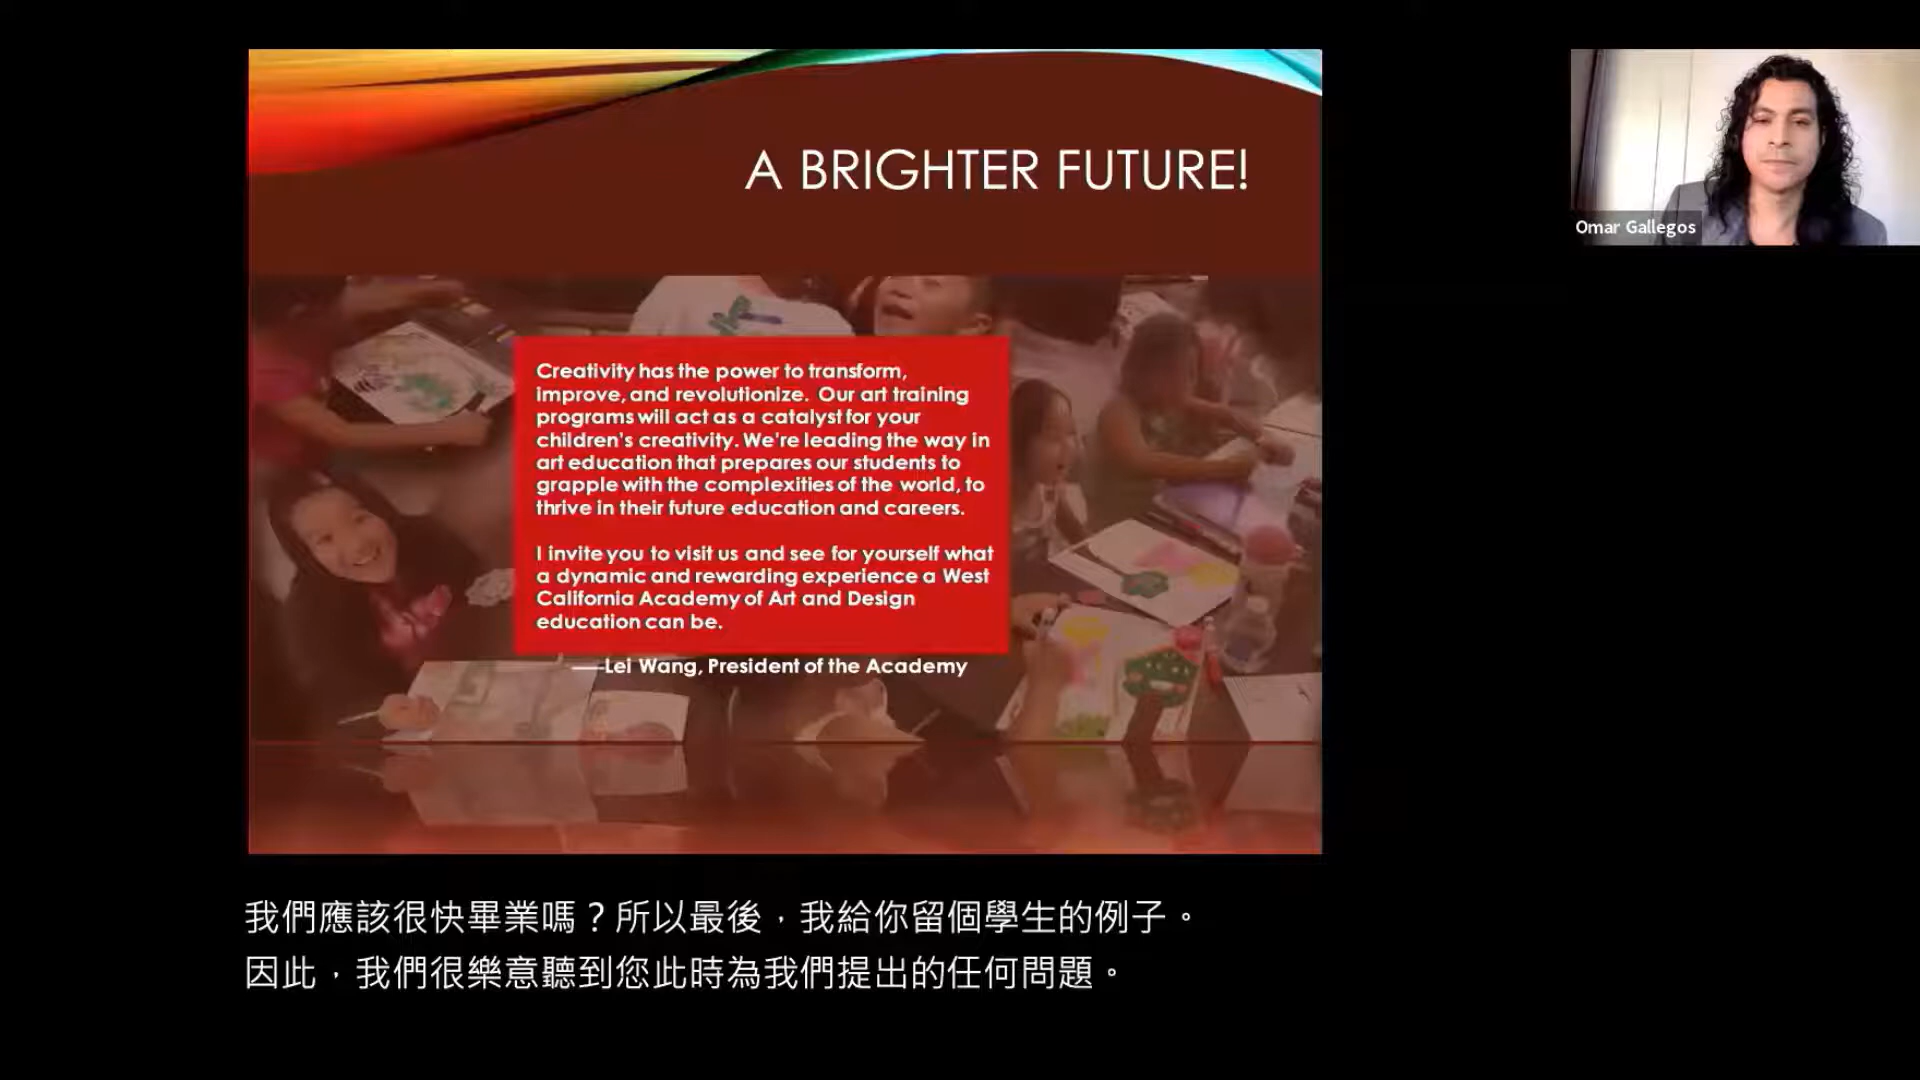 A BRIGHTER FUTURE!
Omar Gallegos
Creativity has the power to transform,
improve, and revolutionize. Our art training
programs will act as a catalyst for your
children's creativity. We're leading the way in
art education that prepares our students to
grapple with the complexities of the world, to
thrive in their future education and careers.
I invite you to visit us and see for yourself what
a dynamic and rewarding experience a West
California Academy of Art and Design
education can be.
——Lei Wang, President of the Academy
我們應該很快畢業嗎？所以最後，我給你留個學生的例子。
因此，我們很樂意聽到您此時為我們提出的任何問題。